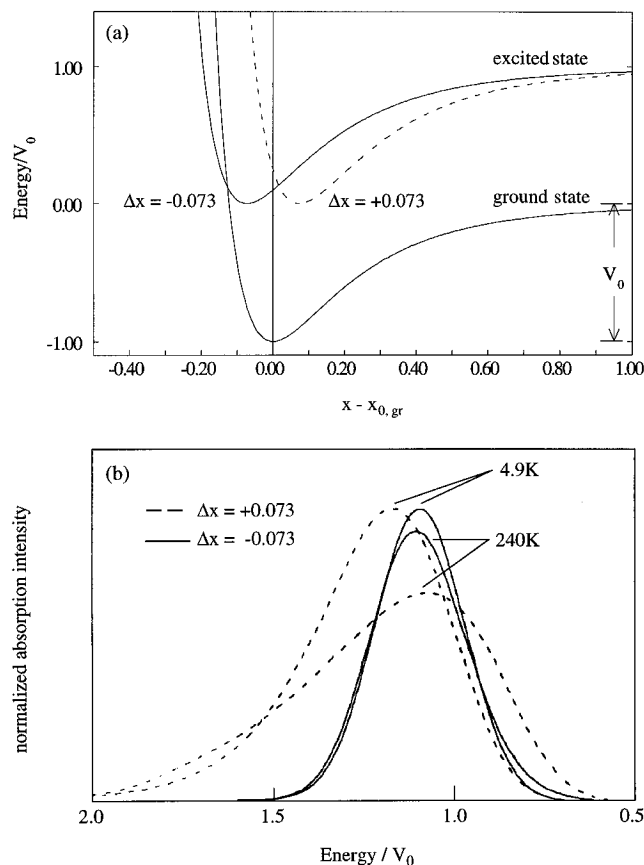 (a)
excited state
1.00
Energy/V0
0.00
Δx = -0.073
Δx = +0.073
ground state
V0
-1.00
-0.40 -0.20 0.00 0.20 0.40 0.60 0.80 1.00
x - x0, gr
(b)
4.9K
Δx = +0.073
Δx = -0.073
240K
normalized absorption intensity
2.0 1.5 1.0 0.5
Energy / V0